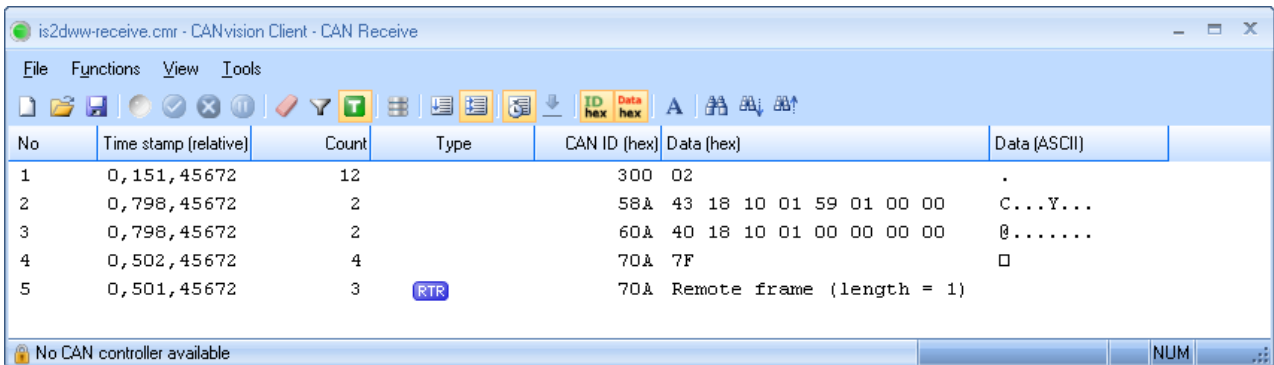 is2dww-receive.cmr - CANvision Client - CAN Receive
File Functions View Tools
T ID hex Data hex A
No Time stamp (relative) Count Type CAN ID (hex) Data (hex) Data (ASCII)
1 0,151,45672 12 300 02 .
2 0,798,45672 2 58A 43 18 10 01 59 01 00 00 C...Y...
3 0,798,45672 2 60A 40 18 10 01 00 00 00 00 @.......
4 0,502,45672 4 70A 7F □
5 0,501,45672 3 RTR 70A Remote frame (length = 1)
No CAN controller available NUM